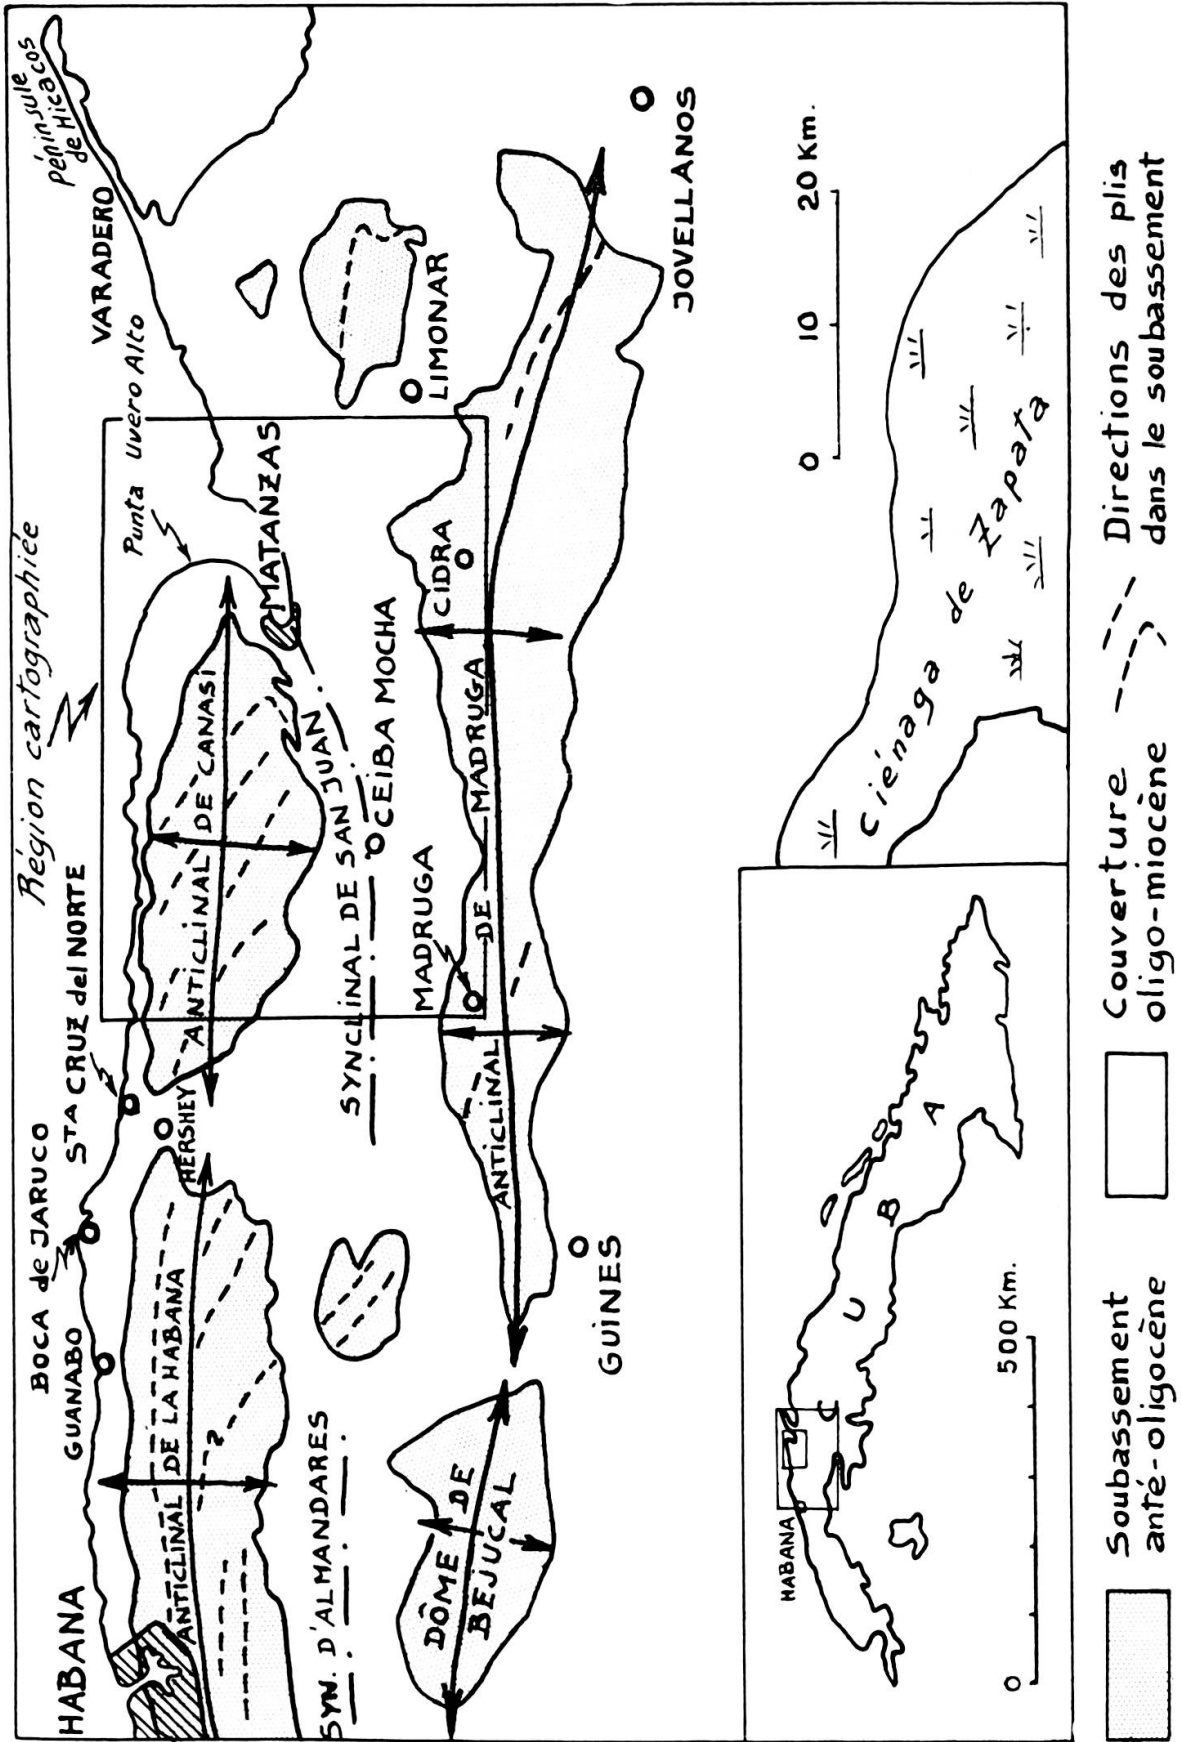 Région cartographiée
péninsule
de Hicacos
VARADERO
Punta Uvero Alto
STA CRUZ del NORTE
BOCA de JARUCO
GUANABO
HABANA
MATANZAS
HERSHEY
ANTICLINAL DE CANASI
ANTICLINAL DE LA HABANA
?
LIMONAR
SYNCLINAL DE SAN JUAN
CEIBA MOCHA
SYN. D'ALMANDARES
CIDRA
MADRUGA
ANTICLINAL DE MADRUGA
JOVELLANOS
GUINES
DÔME DE
BEJUCAL
0 10 20 Km.
Ciénaga de Zapata
HABANA
C U B A
0 500 Km.
Soubassement
anté-oligocène
Couverture
oligo-miocène
Directions des plis
dans le soubassement